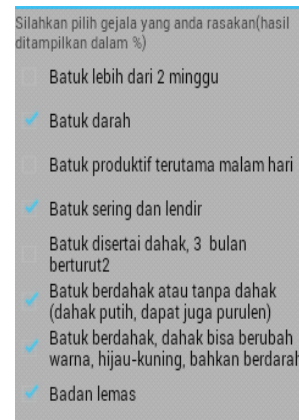 Silahkan pilih gejala yang anda rasakan(hasil
ditampilkan dalam %)
Batuk lebih dari 2 minggu
Batuk darah
Batuk produktif terutama malam hari
Batuk sering dan lendir
Batuk disertai dahak, 3 bulan
berturut2
Batuk berdahak atau tanpa dahak
(dahak putih, dapat juga purulen)
Batuk berdahak, dahak bisa berubah
warna, hijau-kuning, bahkan berdarah
Badan lemas